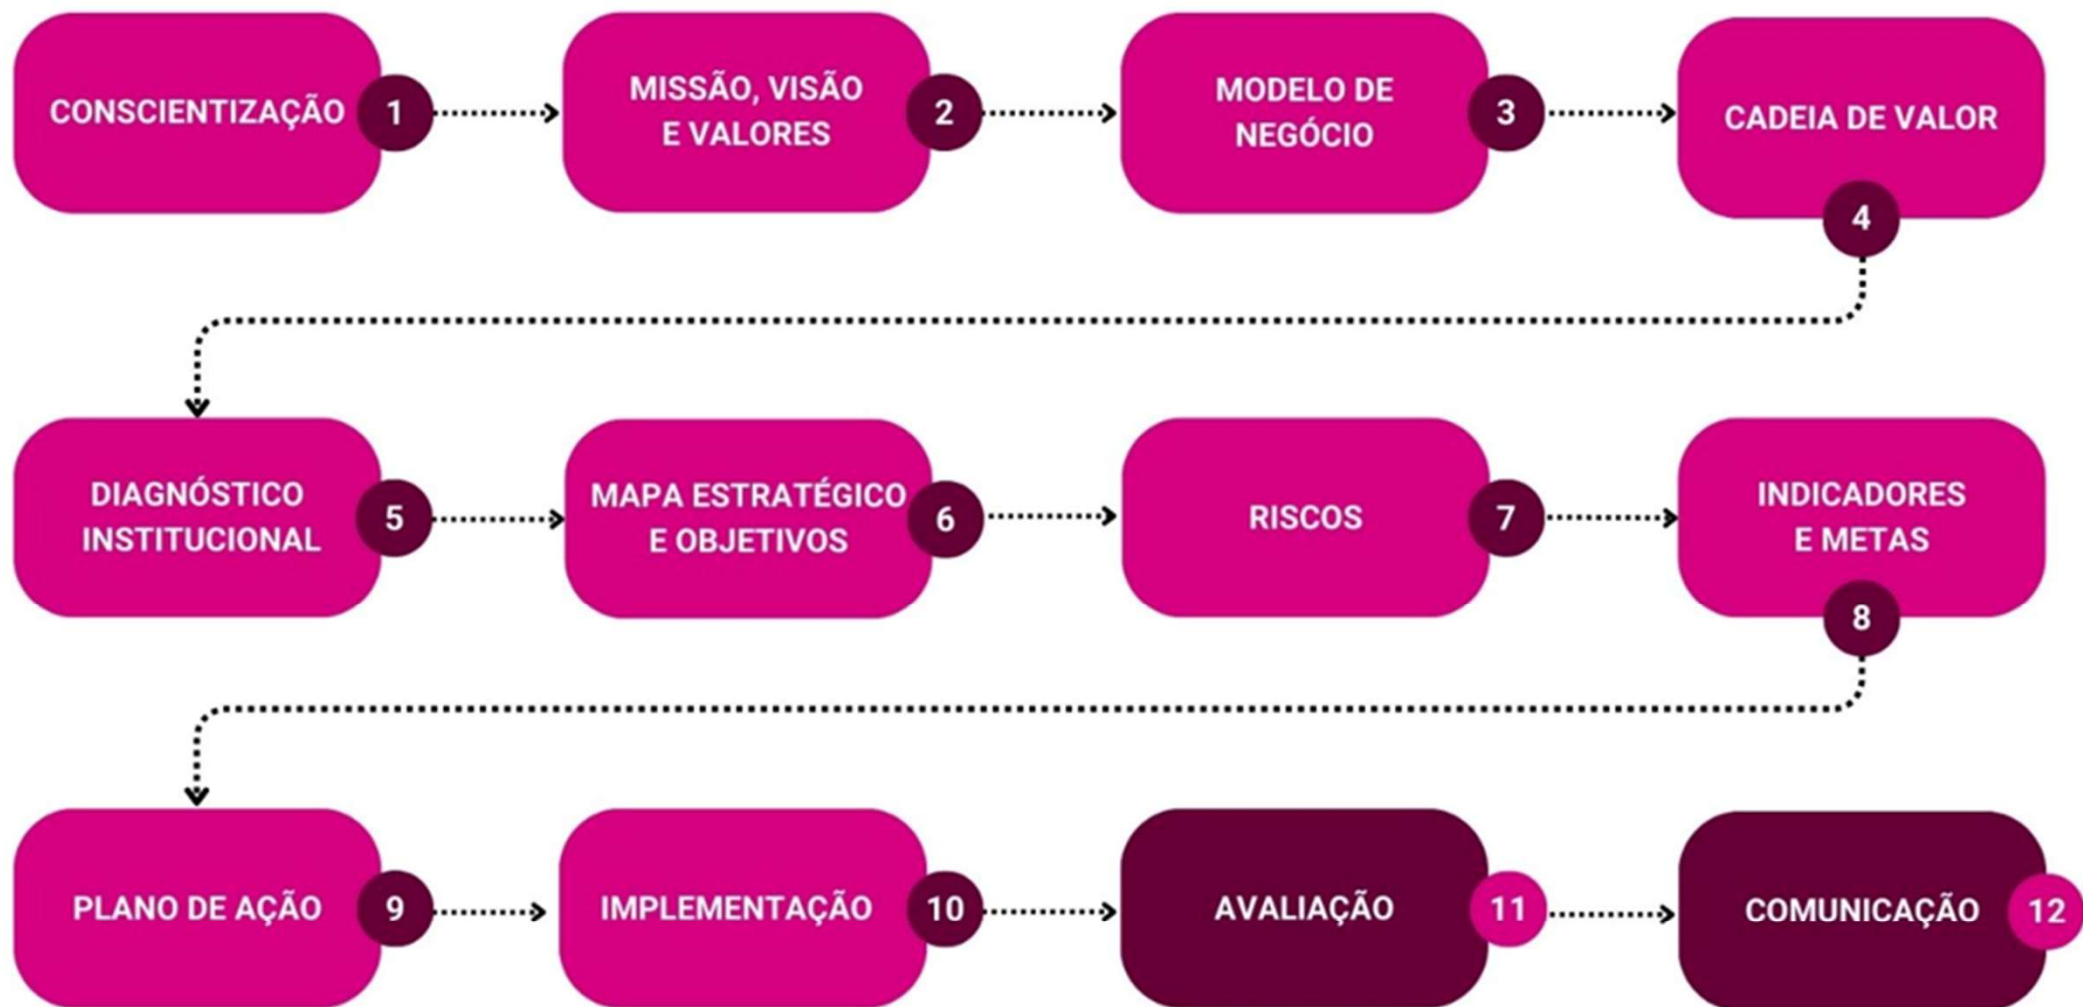 CONSCIENTIZAÇÃO
1
MISSÃO, VISÃO
E VALORES
2
MODELO DE
NEGÓCIO
3
CADEIA DE VALOR
4
DIAGNÓSTICO
INSTITUCIONAL
5
MAPA ESTRATÉGICO
E OBJETIVOS
6
RISCOS
7
INDICADORES
E METAS
8
PLANO DE AÇÃO
9
IMPLEMENTAÇÃO
10
AVALIAÇÃO
11
COMUNICAÇÃO
12